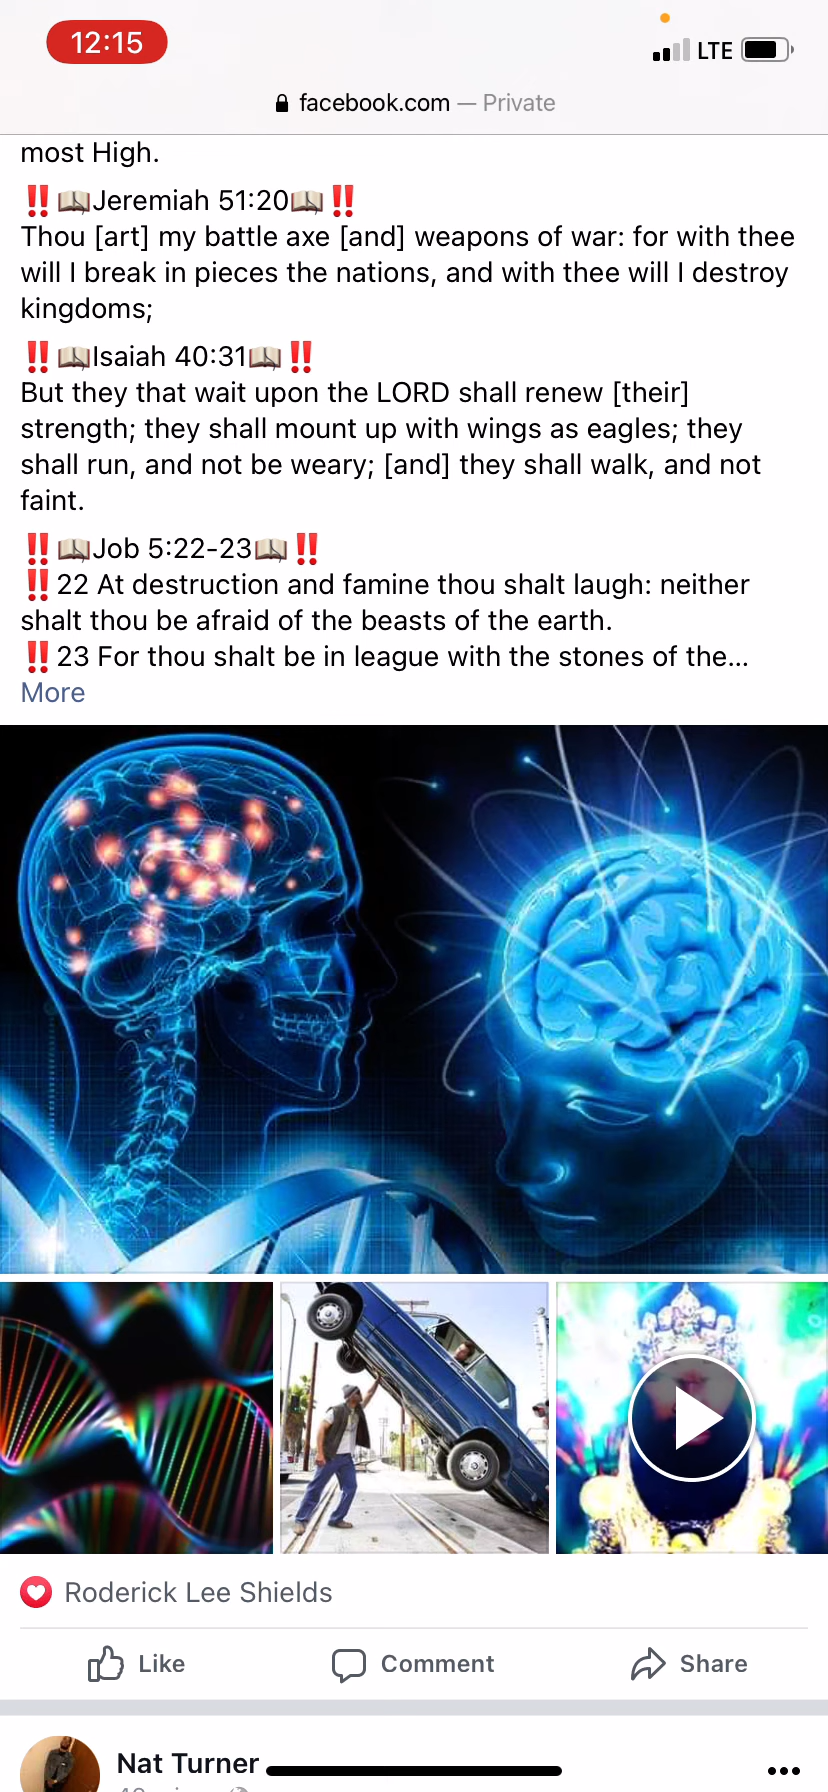 12:15
LTE
facebook.com — Private
most High.
‼️📖Jeremiah 51:20📖‼️
Thou [art] my battle axe [and] weapons of war: for with thee
will I break in pieces the nations, and with thee will I destroy
kingdoms;
‼️📖Isaiah 40:31📖‼️
But they that wait upon the LORD shall renew [their]
strength; they shall mount up with wings as eagles; they
shall run, and not be weary; [and] they shall walk, and not
faint.
‼️📖Job 5:22-23📖‼️
‼️22 At destruction and famine thou shalt laugh: neither
shalt thou be afraid of the beasts of the earth.
‼️23 For thou shalt be in league with the stones of the...
More
Roderick Lee Shields
Like
Comment
Share
Nat Turner